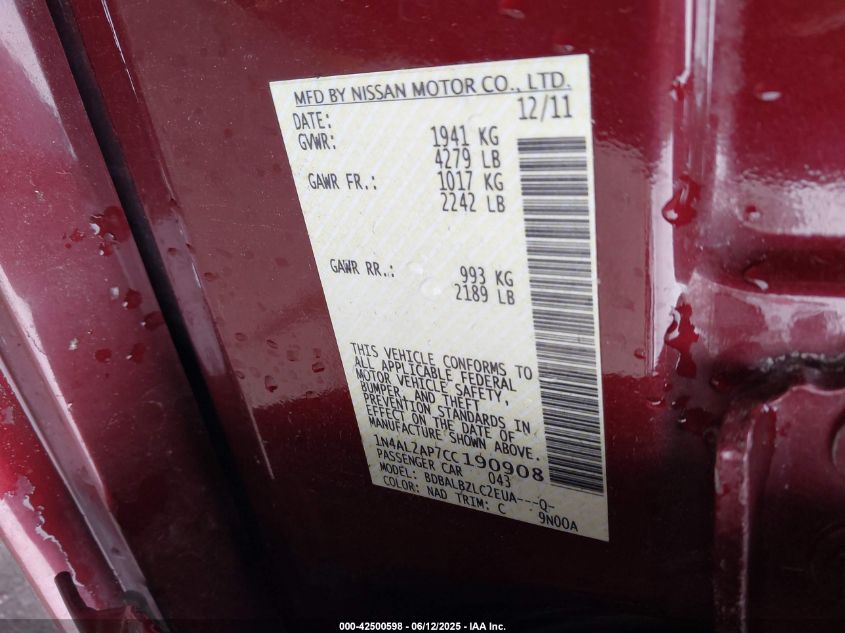 MFD BY NISSAN MOTOR CO., LTD.
DATE: 12/11
GVWR: 1941 KG
4279 LB
GAWR FR.: 1017 KG
2242 LB
GAWR RR.: 993 KG
2189 LB
THIS VEHICLE CONFORMS TO
ALL APPLICABLE FEDERAL
MOTOR VEHICLE SAFETY,
BUMPER, AND THEFT
PREVENTION STANDARDS IN
EFFECT ON THE DATE OF
MANUFACTURE SHOWN ABOVE.
1N4AL2AP7CC190908
PASSENGER CAR 043
MODEL: BDBALBZLC2EUA---Q-
COLOR: NAD TRIM: C 9N00A
000-42500598 - 06/12/2025 - IAA Inc.